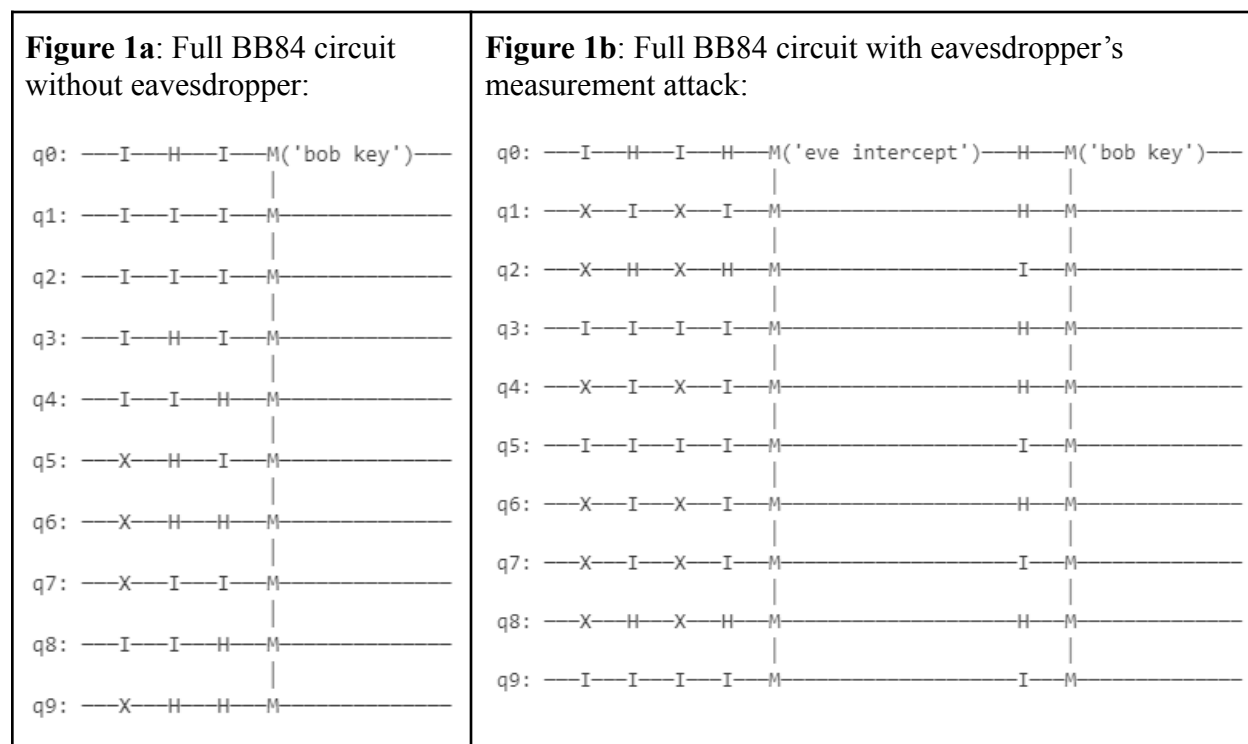 Figure 1a: Full BB84 circuit
without eavesdropper:
q0: ───I───H───I───M('bob key')───
│
q1: ───I───I───I───M──────────────
│
q2: ───I───I───I───M──────────────
│
q3: ───I───H───I───M──────────────
│
q4: ───I───I───H───M──────────────
│
q5: ───X───H───I───M──────────────
│
q6: ───X───H───H───M──────────────
│
q7: ───X───I───I───M──────────────
│
q8: ───I───I───H───M──────────────
│
q9: ───X───H───H───M──────────────
Figure 1b: Full BB84 circuit with eavesdropper’s
measurement attack:
q0: ───I───H───I───H───M('eve intercept')───H───M('bob key')───
│ │
q1: ───X───I───X───I───M────────────────────H───M──────────────
│ │
q2: ───X───H───X───H───M────────────────────I───M──────────────
│ │
q3: ───I───I───I───I───M────────────────────H───M──────────────
│ │
q4: ───X───I───X───I───M────────────────────H───M──────────────
│ │
q5: ───I───I───I───I───M────────────────────I───M──────────────
│ │
q6: ───X───I───X───I───M────────────────────H───M──────────────
│ │
q7: ───X───I───X───I───M────────────────────I───M──────────────
│ │
q8: ───X───H───X───H───M────────────────────H───M──────────────
│ │
q9: ───I───I───I───I───M────────────────────I───M──────────────